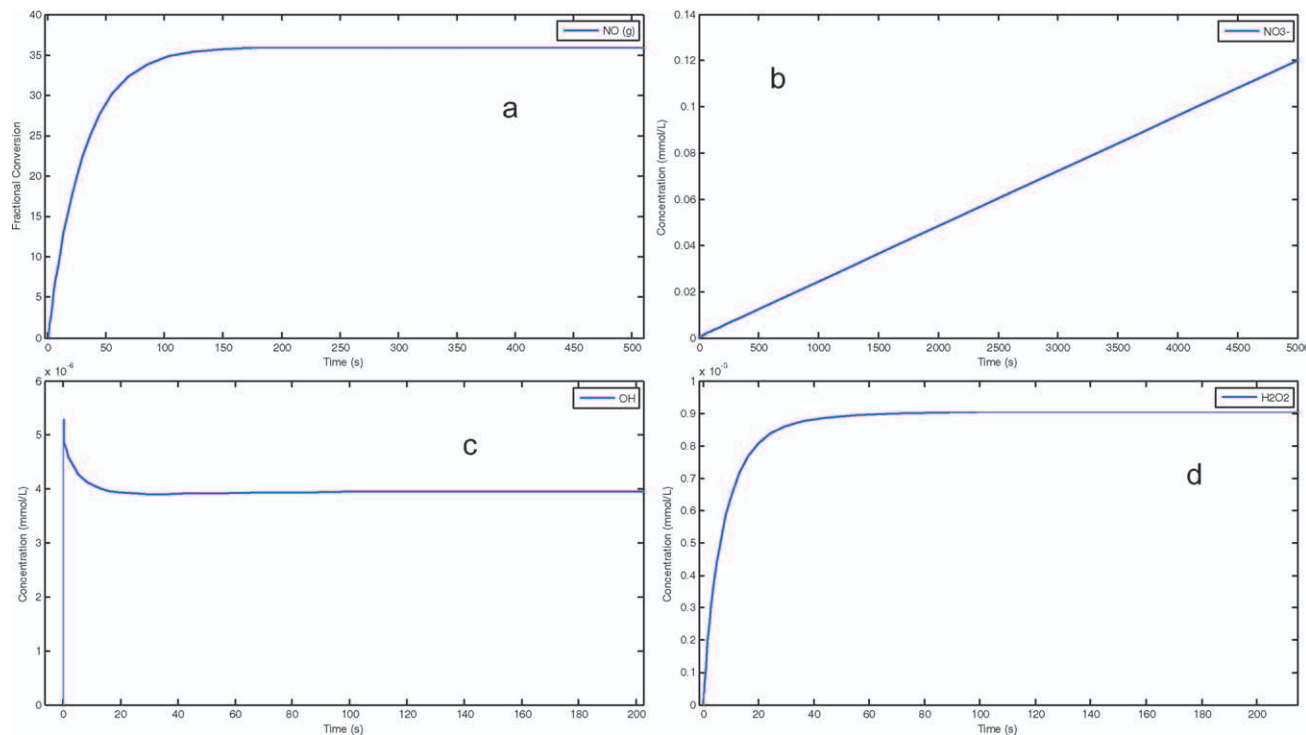 40
35
30
25
20
15
10
5
0
Fractional Conversion
NO (g)
a
0 50 100 150 200 250 300 350 400 450 500
Time (s)
0.14
0.12
0.1
0.08
0.06
0.04
0.02
0
Concentration (mmol/L)
NO3-
b
0 500 1000 1500 2000 2500 3000 3500 4000 4500 5000
Time (s)
x 10-6
6
5
4
3
2
1
0
Concentration (mmol/L)
OH
c
0 20 40 60 80 100 120 140 160 180 200
Time (s)
x 10-3
1
0.9
0.8
0.7
0.6
0.5
0.4
0.3
0.2
0.1
0
Concentration (mmol/L)
H2O2
d
0 20 40 60 80 100 120 140 160 180 200
Time (s)